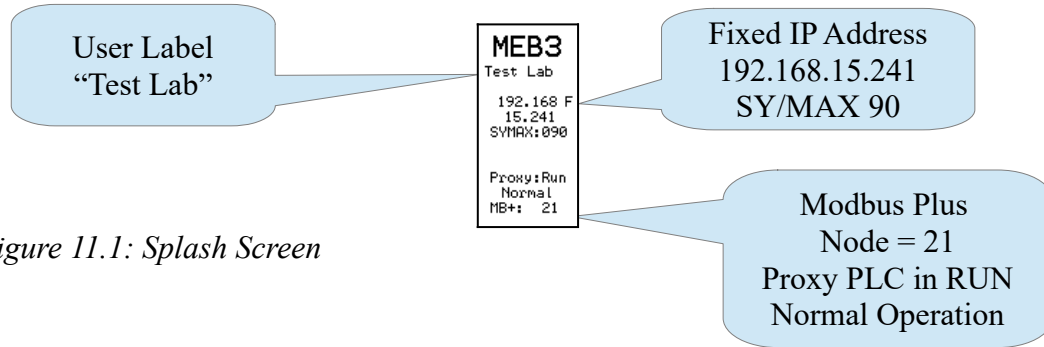 User Label
“Test Lab”
MEB3
Test Lab
192.168 F
15.241
SYMAX:090
Proxy:Run
Normal
MB+: 21
Fixed IP Address
192.168.15.241
SY/MAX 90
Modbus Plus
Node = 21
Proxy PLC in RUN
Normal Operation
igure 11.1: Splash Screen